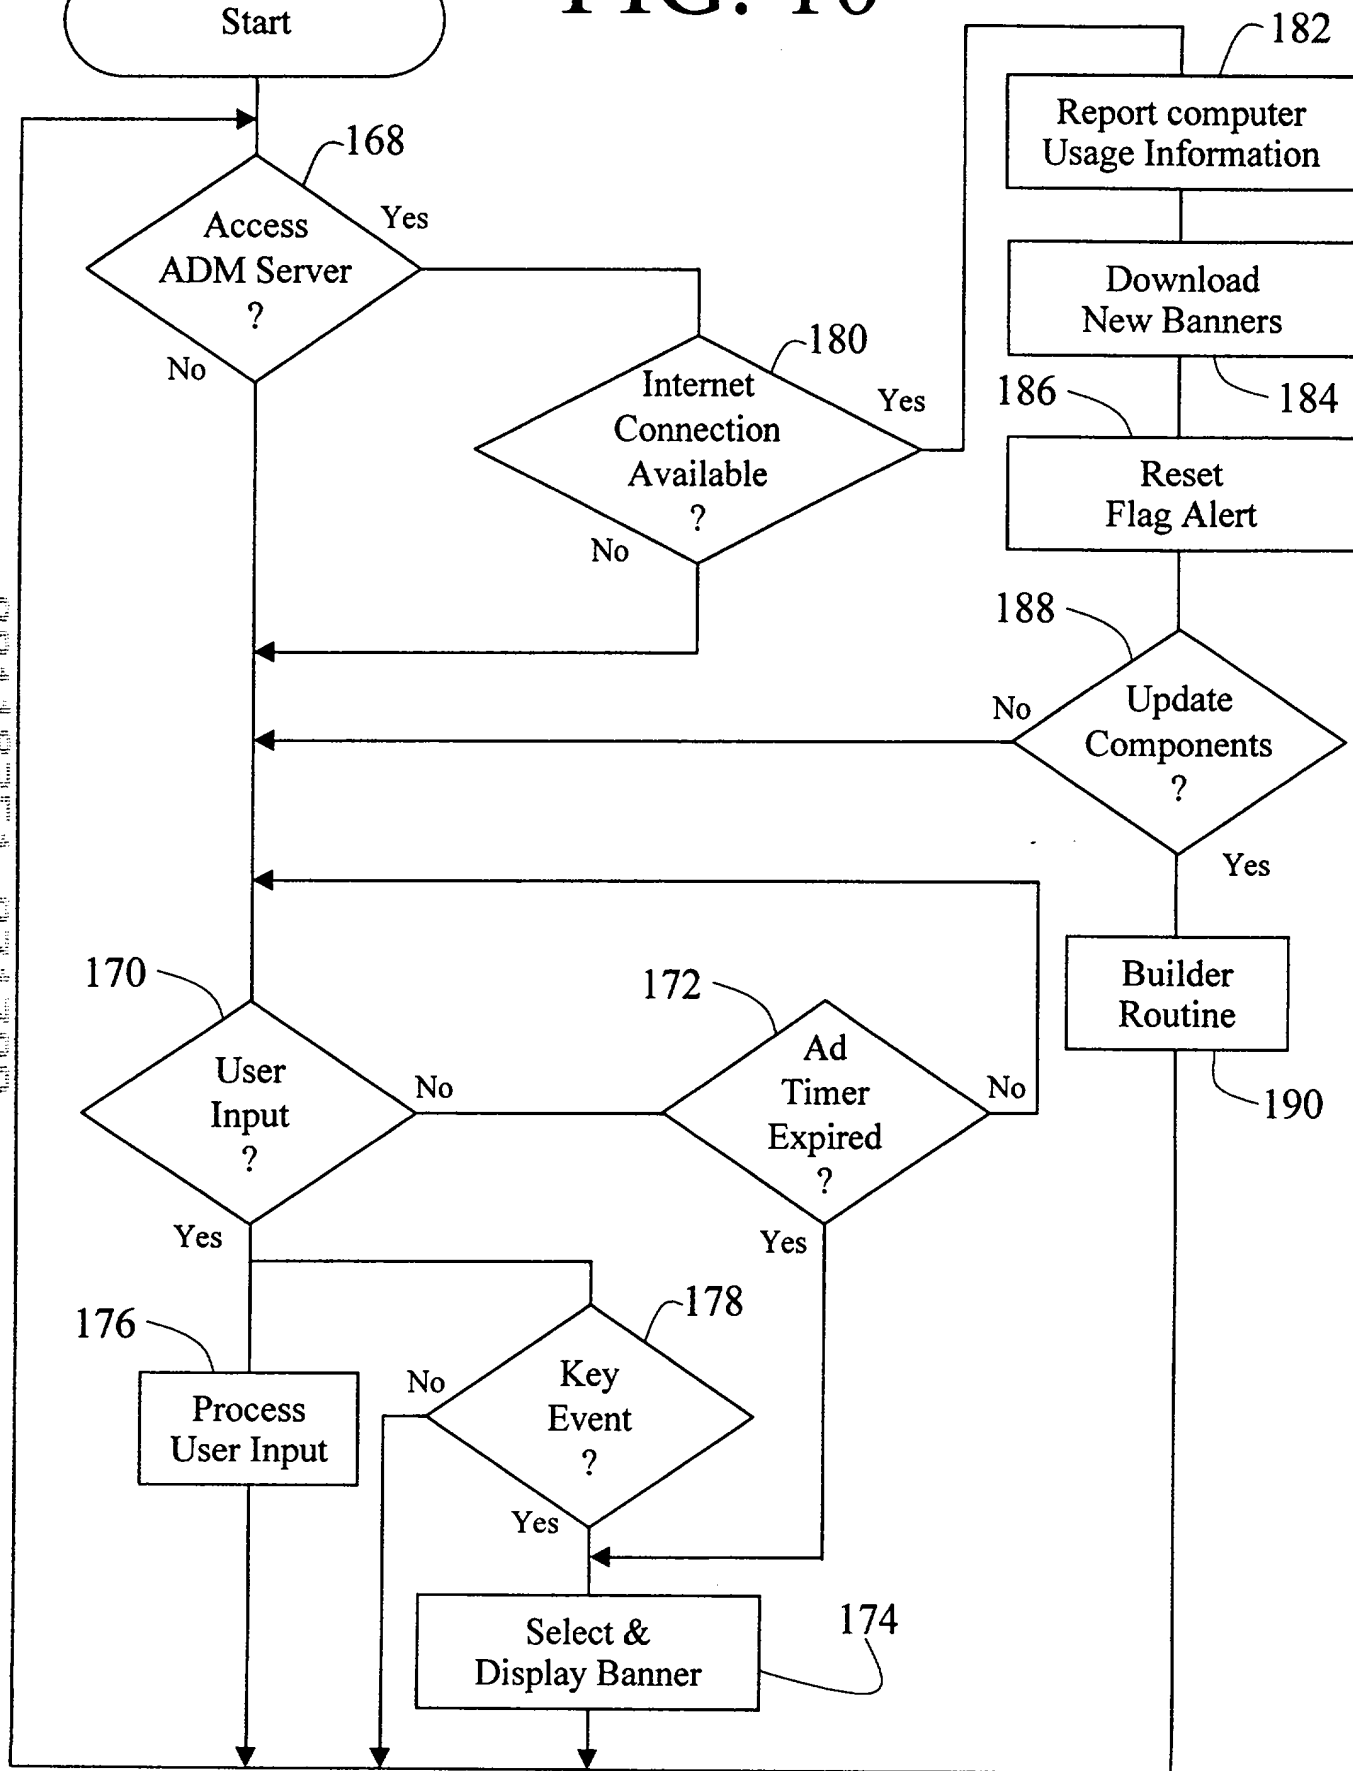 FIG. 10
Start
182
Report computer
Usage Information
168
Access
ADM Server
?
Yes
No
Download
New Banners
184
180
Internet
Connection
Available
?
Yes
No
186
Reset
Flag Alert
188
Update
Components
?
No
Yes
170
User
Input
?
No
Yes
172
Ad
Timer
Expired
?
No
Yes
Builder
Routine
190
176
Process
User Input
178
Key
Event
?
No
Yes
Select &
Display Banner
174